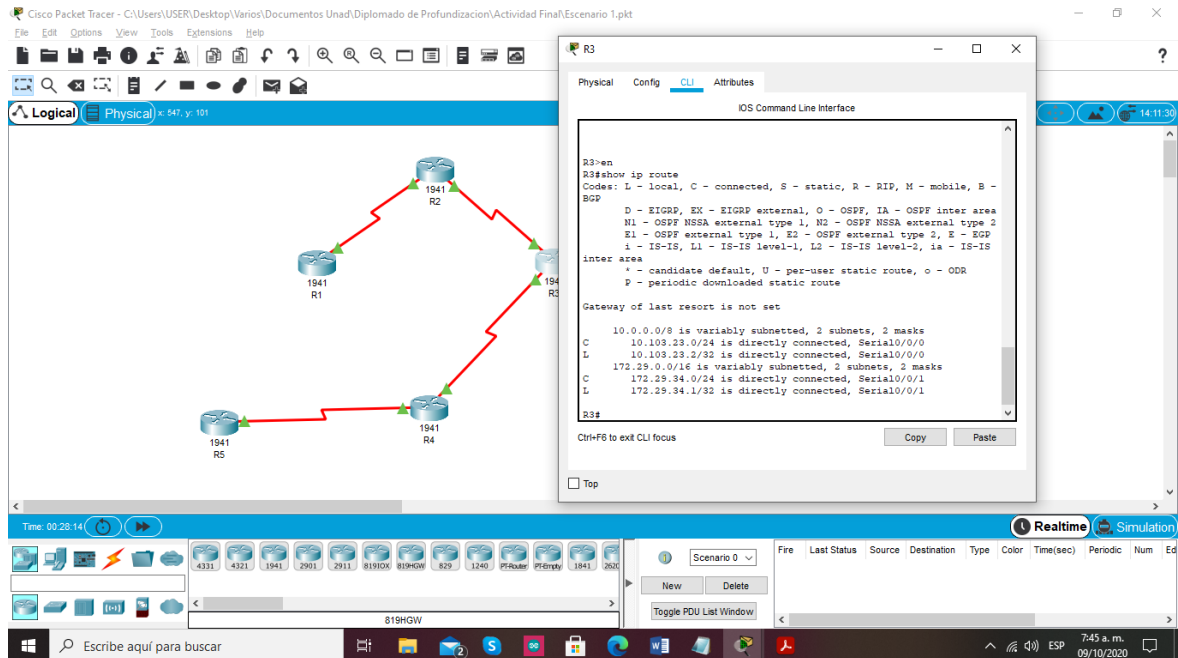 Cisco Packet Tracer - C:\Users\USER\Desktop\Varios\Documentos Unad\Diplomado de Profundizacion\Actividad Final\Escenario 1.pkt
File Edit Options View Tools Extensions Help
?
Logical Physical x: 547, y: 101
14:11:30
1941
R2
1941
R1
194
R3
1941
R4
1941
R5
R3
Physical Config CLI Attributes
IOS Command Line Interface
R3>en
R3#show ip route
Codes: L - local, C - connected, S - static, R - RIP, M - mobile, B -
BGP
D - EIGRP, EX - EIGRP external, O - OSPF, IA - OSPF inter area
N1 - OSPF NSSA external type 1, N2 - OSPF NSSA external type 2
E1 - OSPF external type 1, E2 - OSPF external type 2, E - EGP
i - IS-IS, L1 - IS-IS level-1, L2 - IS-IS level-2, ia - IS-IS
inter area
* - candidate default, U - per-user static route, o - ODR
P - periodic downloaded static route
Gateway of last resort is not set
10.0.0.0/8 is variably subnetted, 2 subnets, 2 masks
C 10.103.23.0/24 is directly connected, Serial0/0/0
L 10.103.23.2/32 is directly connected, Serial0/0/0
172.29.0.0/16 is variably subnetted, 2 subnets, 2 masks
C 172.29.34.0/24 is directly connected, Serial0/0/1
L 172.29.34.1/32 is directly connected, Serial0/0/1
R3#
Ctrl+F6 to exit CLI focus
Copy Paste
Top
Time: 00:28:14
Realtime Simulation
4331 4321 1941 2901 2911 819IOX 819HGW 829 1240 PT-Router PT-Empty 1841 262
819HGW
Scenario 0
New Delete
Toggle PDU List Window
Fire Last Status Source Destination Type Color Time(sec) Periodic Num Ed
Escribe aquí para buscar
2
ESP
7:45 a. m.
09/10/2020